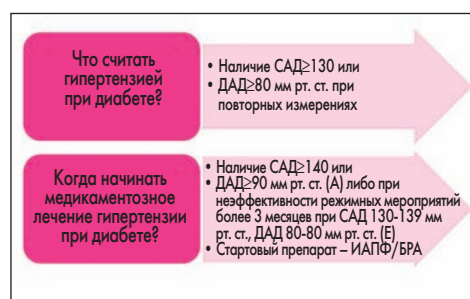 Что считать
гипертензией
при диабете?
• Наличие САД≥130 или
• ДАД≥80 мм рт. ст. при
повторных измерениях
Когда начинать
медикаментозное
лечение гипертензии
при диабете?
• Наличие САД≥140 или
• ДАД≥90 мм рт. ст. (А) либо при
неэффективности режимных мероприятий
более 3 месяцев при САД 130-139 мм
рт. ст., ДАД 80-80 мм рт. ст. (Е)
• Стартовый препарат – ИАПФ/БРА